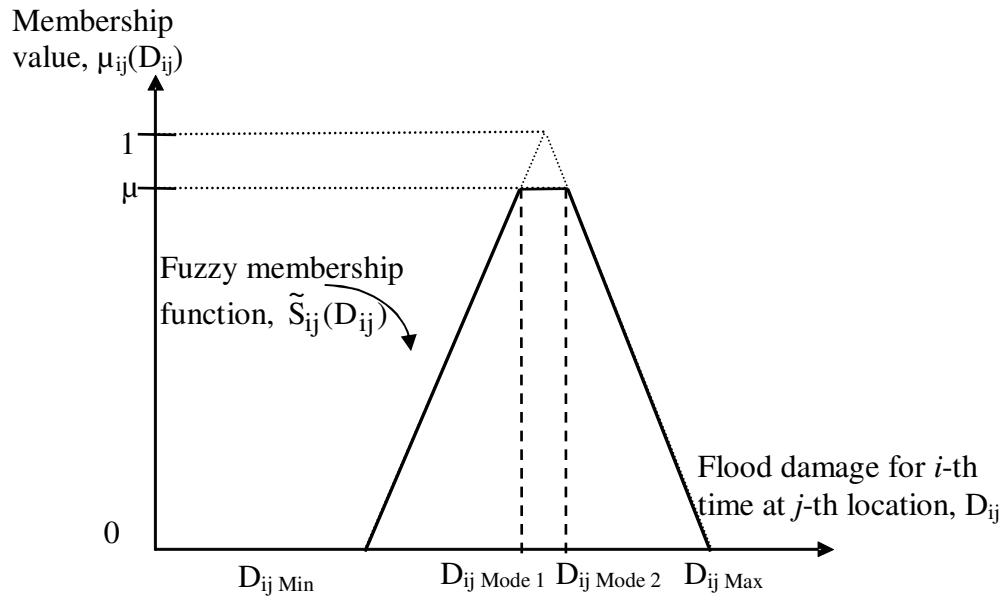 Membership
value, μij(Dij)
1
μ
Fuzzy membership
function, S̃ij(Dij)
Flood damage for i-th
time at j-th location, Dij
0
Dij Min
Dij Mode 1
Dij Mode 2
Dij Max